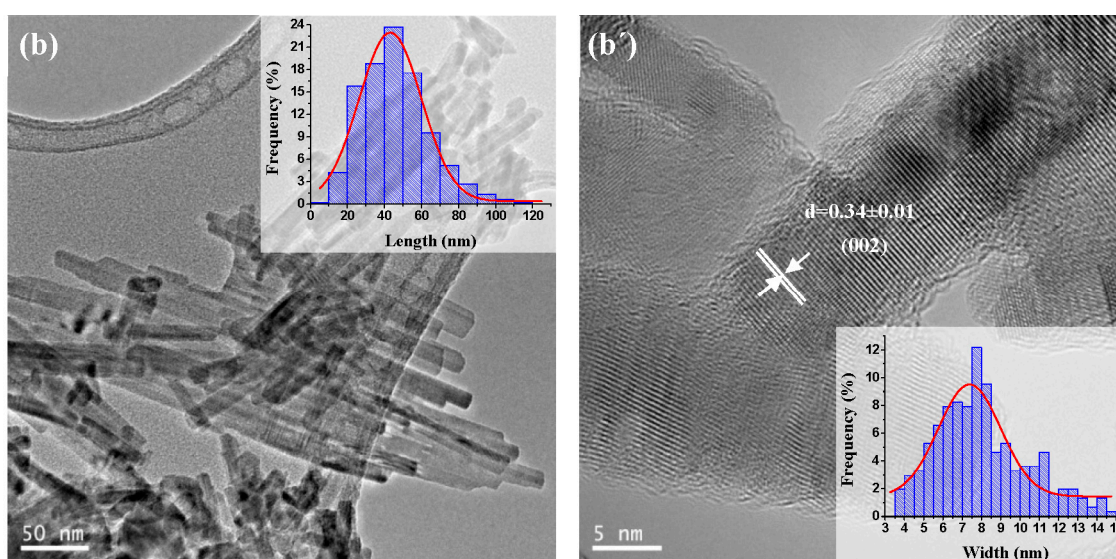 (b)
Frequency (%)
24
21
18
15
12
9
6
3
0
0 20 40 60 80 100 120
Length (nm)
50 nm
(b´)
d=0.34±0.01
(002)
Frequency (%)
12
10
8
6
4
2
0
3 4 5 6 7 8 9 10 11 12 13 14
Width (nm)
5 nm